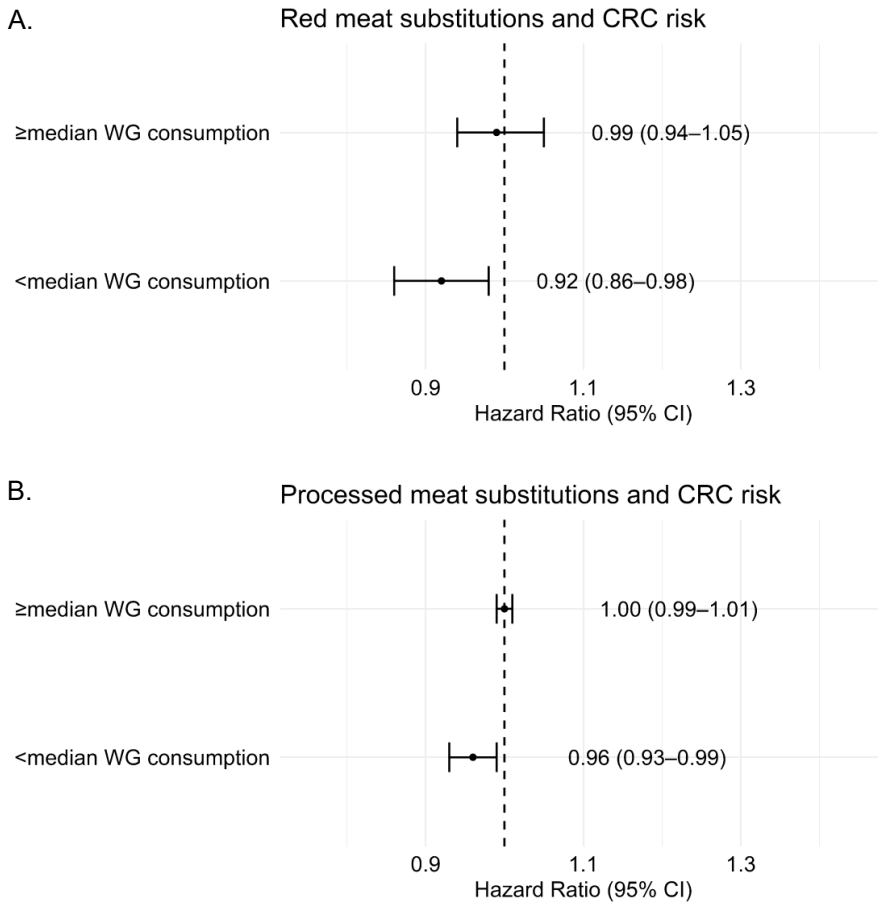 A.
Red meat substitutions and CRC risk
≥median WG consumption
0.99 (0.94–1.05)
<median WG consumption
0.92 (0.86–0.98)
0.9 1.1 1.3
Hazard Ratio (95% CI)
B.
Processed meat substitutions and CRC risk
≥median WG consumption
1.00 (0.99–1.01)
<median WG consumption
0.96 (0.93–0.99)
0.9 1.1 1.3
Hazard Ratio (95% CI)